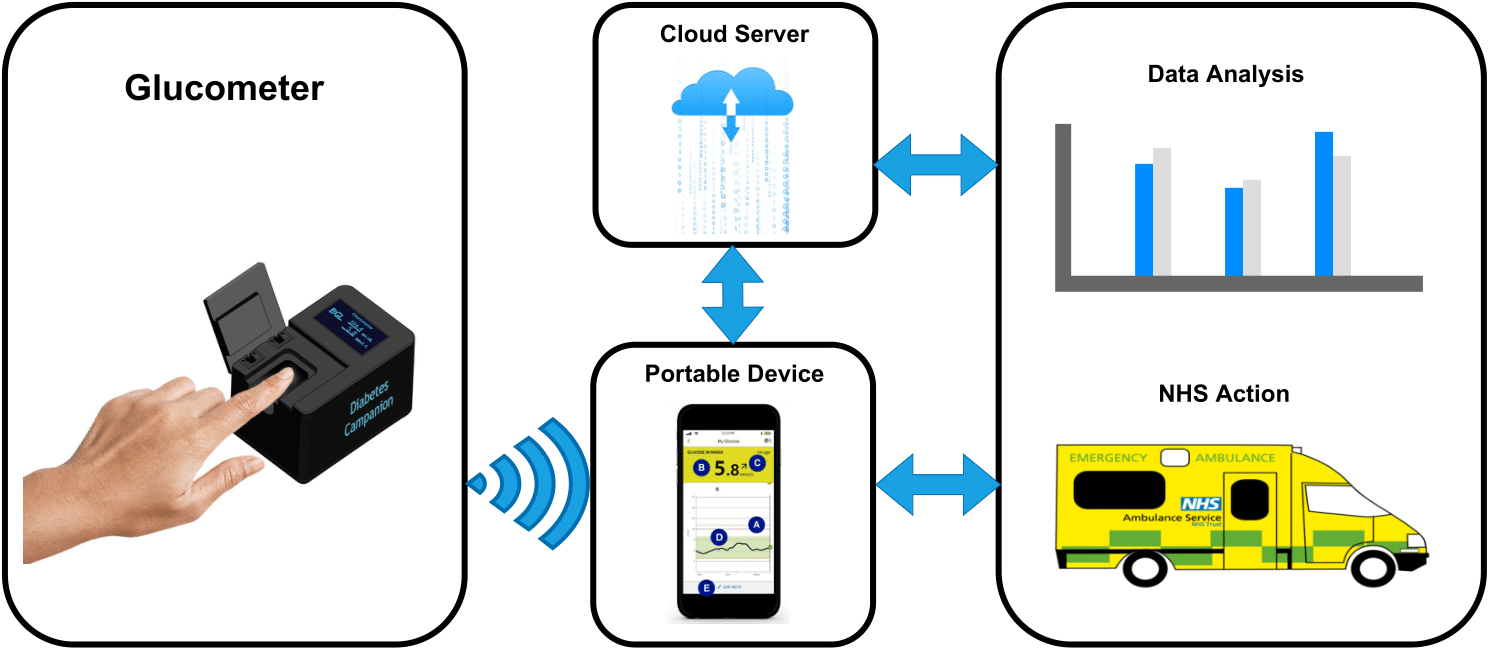 Glucometer
Glucometer
BGL
Diabetes
Campanion
Cloud Server
Portable Device
My Glucose
GLUCOSE IN RANGE
B
5.8
C
A
D
E
ADD NOTE
Data Analysis
NHS Action
EMERGENCY
AMBULANCE
NHS
Ambulance Service
NHS Trust